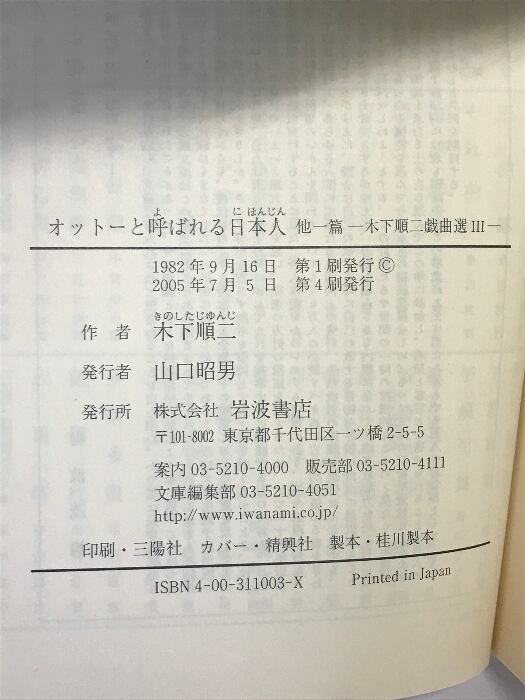 オットーと呼ばれる日本人 他一篇 ―木下順二戯曲選III―
1982年9月16日 第1刷発行©
2005年7月5日 第4刷発行
作者 木下順二
発行者 山口昭男
発行所 株式会社 岩波書店
〒101-8002 東京都千代田区一ツ橋2-5-5
案内 03-5210-4000 販売部 03-5210-4111
文庫編集部 03-5210-4051
http://www.iwanami.co.jp/
印刷・三陽社 カバー・精興社 製本・桂川製本
ISBN 4-00-311003-X Printed in Japan